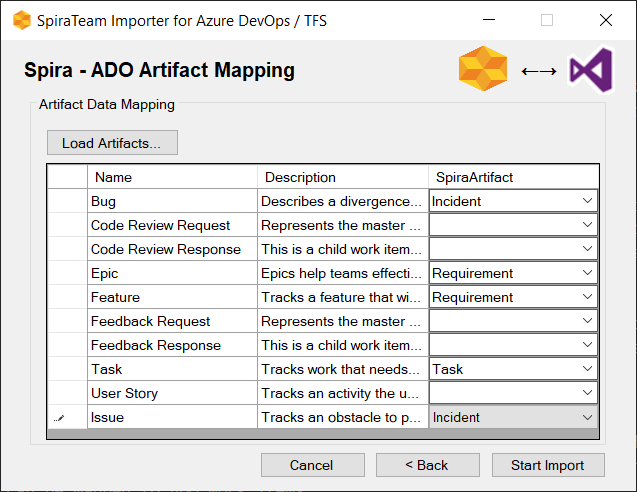 SpiraTeam Importer for Azure DevOps / TFS
Spira - ADO Artifact Mapping
Artifact Data Mapping
Load Artifacts...
Name Description SpiraArtifact
Bug Describes a divergence... Incident
Code Review Request Represents the master ...
Code Review Response This is a child work item...
Epic Epics help teams effecti... Requirement
Feature Tracks a feature that wi... Requirement
Feedback Request Represents the master ...
Feedback Response This is a child work item...
Task Tracks work that needs... Task
User Story Tracks an activity the u...
Issue Tracks an obstacle to p... Incident
Cancel < Back Start Import